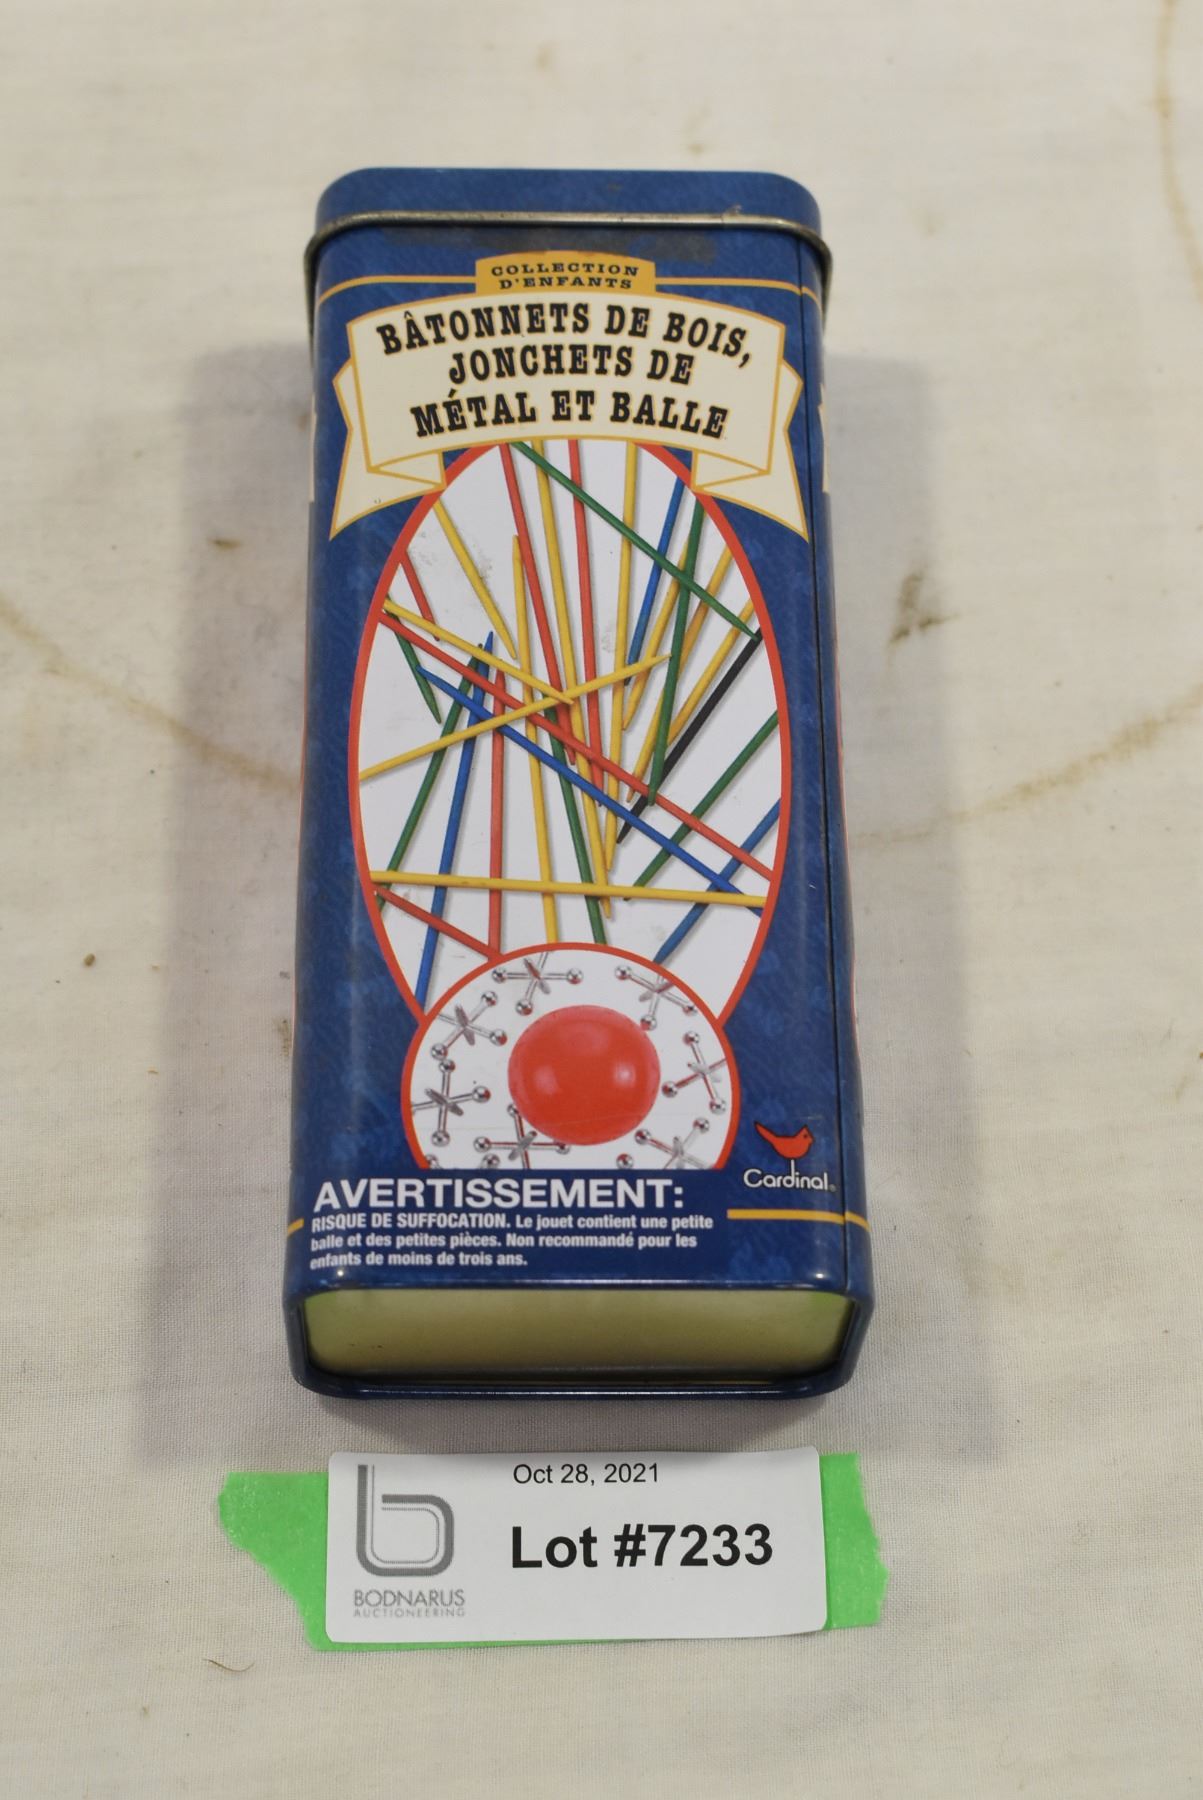 COLLECTION
D'ENFANTS
BÂTONNETS DE BOIS,
JONCHETS DE
MÉTAL ET BALLE
Cardinal®
AVERTISSEMENT:
RISQUE DE SUFFOCATION. Le jouet contient une petite
balle et des petites pièces. Non recommandé pour les
enfants de moins de trois ans.
Oct 28, 2021
Lot #7233
BODNARUS
AUCTIONEERING